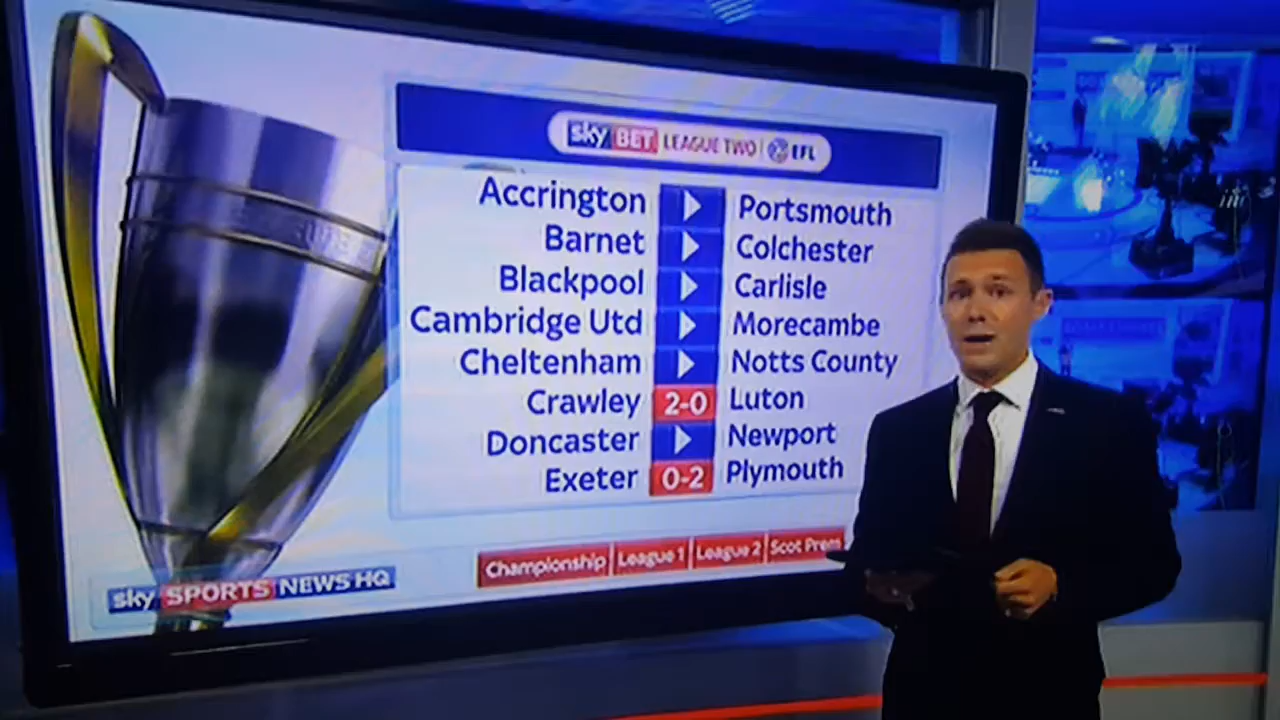 sky BET LEAGUE TWO | EFL
Accrington Portsmouth
Barnet Colchester
Blackpool Carlisle
Cambridge Utd Morecambe
Cheltenham Notts County
Crawley 2-0 Luton
Doncaster Newport
Exeter 0-2 Plymouth
Championship League 1 League 2 Scot Prem
sky SPORTS NEWS HQ